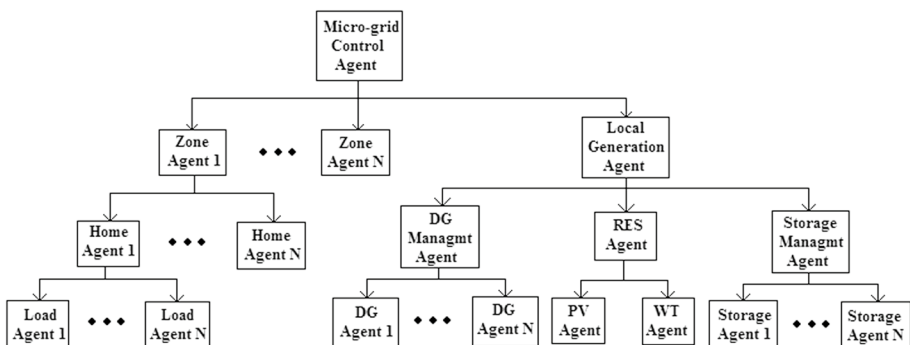 Micro-grid
Control
Agent
Zone
Agent 1
Zone
Agent N
Local
Generation
Agent
Home
Agent 1
Home
Agent N
DG
Managmt
Agent
RES
Agent
Storage
Managmt
Agent
Load
Agent 1
Load
Agent N
DG
Agent 1
DG
Agent N
PV
Agent
WT
Agent
Storage
Agent 1
Storage
Agent N